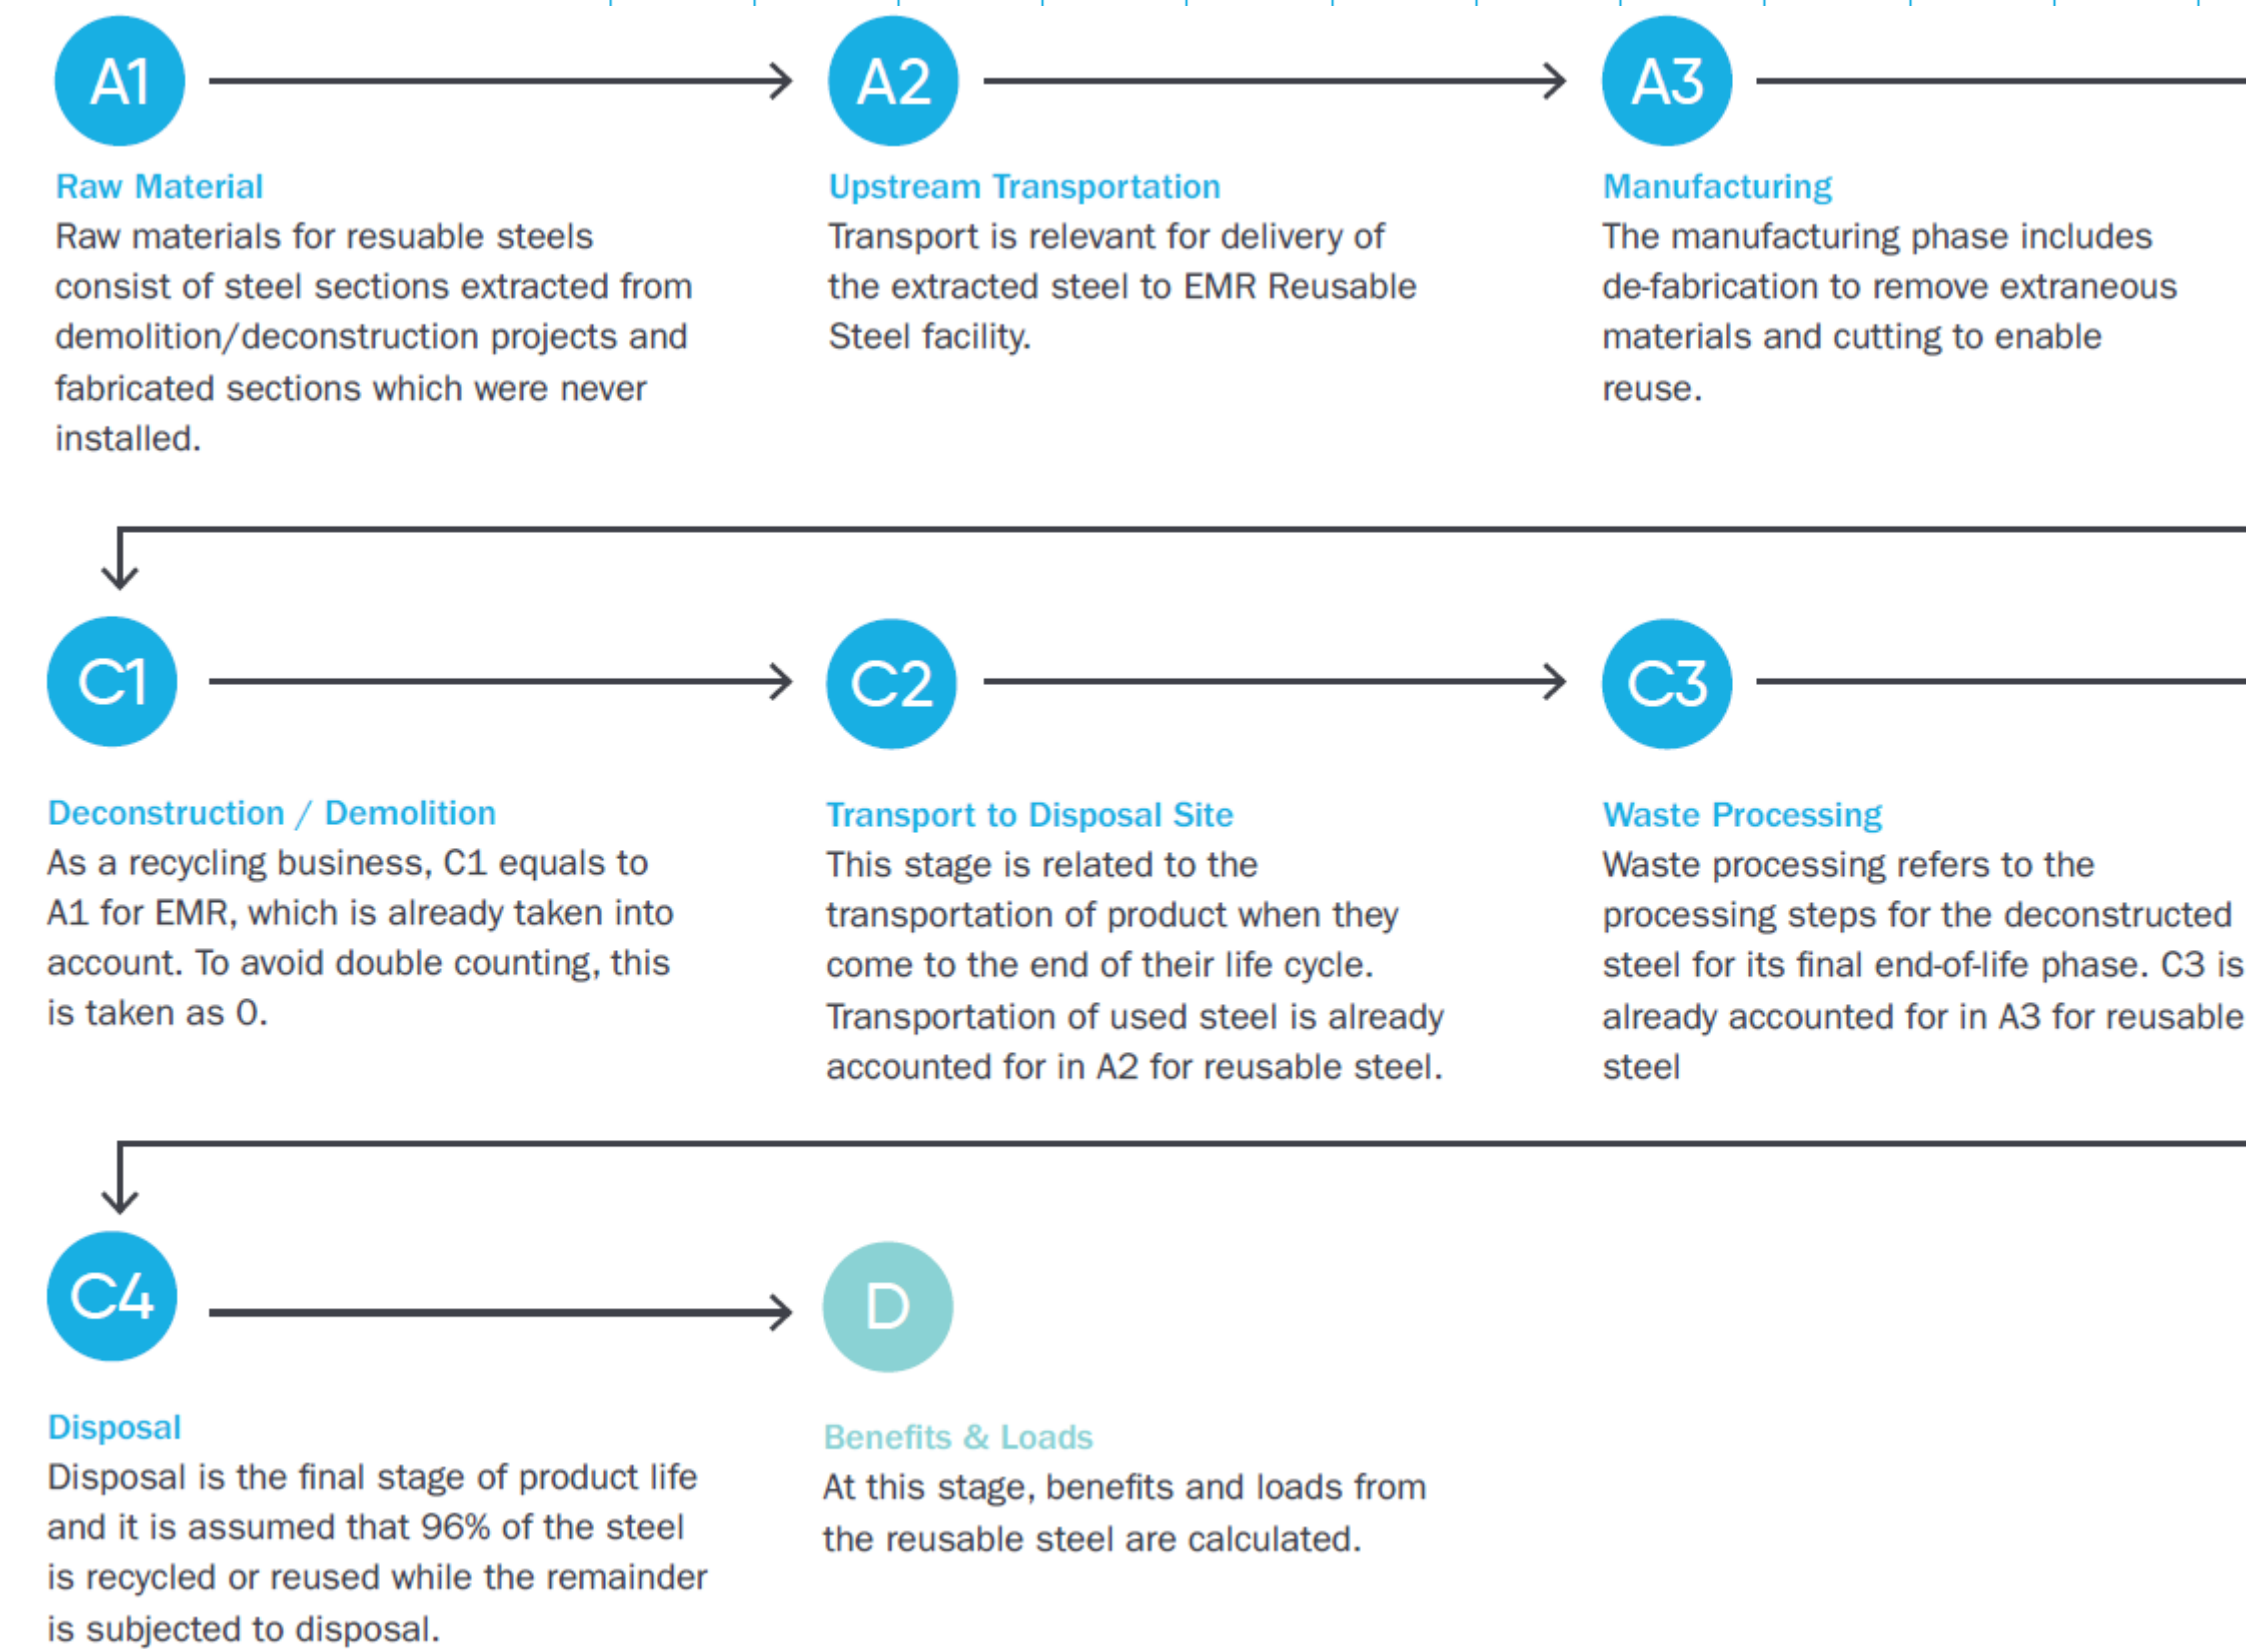 A1
A2
A3
Raw Material
Raw materials for resuable steels
consist of steel sections extracted from
demolition/deconstruction projects and
fabricated sections which were never
installed.
Upstream Transportation
Transport is relevant for delivery of
the extracted steel to EMR Reusable
Steel facility.
Manufacturing
The manufacturing phase includes
de-fabrication to remove extraneous
materials and cutting to enable
reuse.
C1
C2
C3
Deconstruction / Demolition
As a recycling business, C1 equals to
A1 for EMR, which is already taken into
account. To avoid double counting, this
is taken as 0.
Transport to Disposal Site
This stage is related to the
transportation of product when they
come to the end of their life cycle.
Transportation of used steel is already
accounted for in A2 for reusable steel.
Waste Processing
Waste processing refers to the
processing steps for the deconstructed
steel for its final end-of-life phase. C3 is
already accounted for in A3 for reusable
steel
C4
D
Disposal
Disposal is the final stage of product life
and it is assumed that 96% of the steel
is recycled or reused while the remainder
is subjected to disposal.
Benefits & Loads
At this stage, benefits and loads from
the reusable steel are calculated.